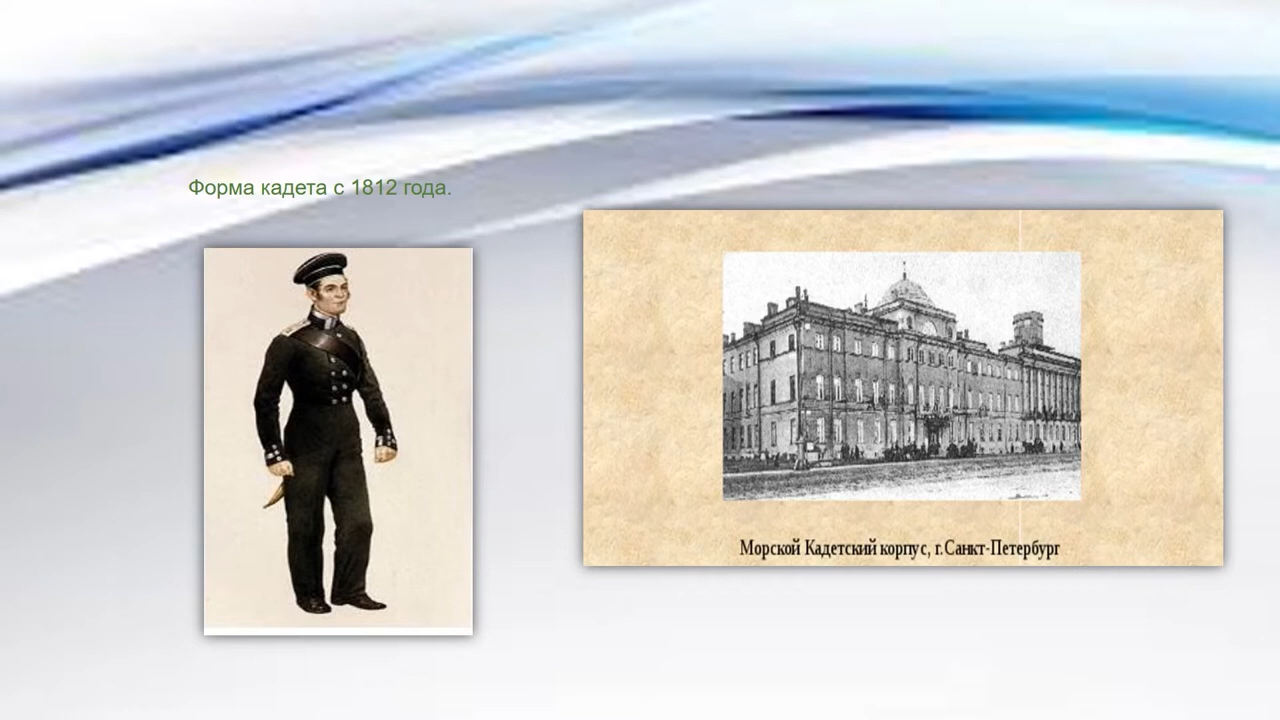 Форма кадета с 1812 года.
Морской Кадетский корпус, г.Санкт-Петербург